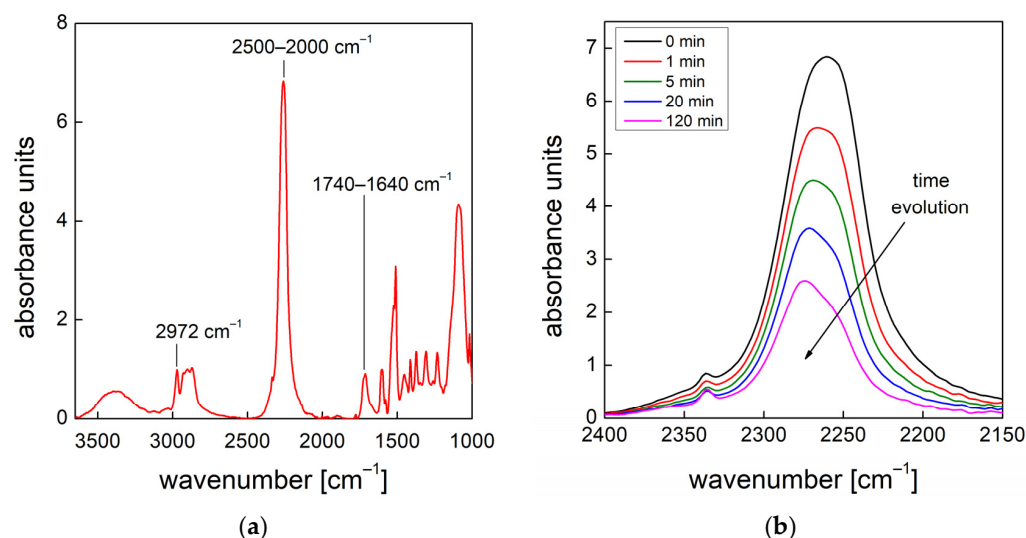 8
6
4
2
0
absorbance units
2500–2000 cm⁻¹
1740–1640 cm⁻¹
2972 cm⁻¹
3500 3000 2500 2000 1500 1000
wavenumber [cm⁻¹]
(a)
7
6
5
4
3
2
1
0
absorbance units
0 min
1 min
5 min
20 min
120 min
time
evolution
2400 2350 2300 2250 2200 2150
wavenumber [cm⁻¹]
(b)